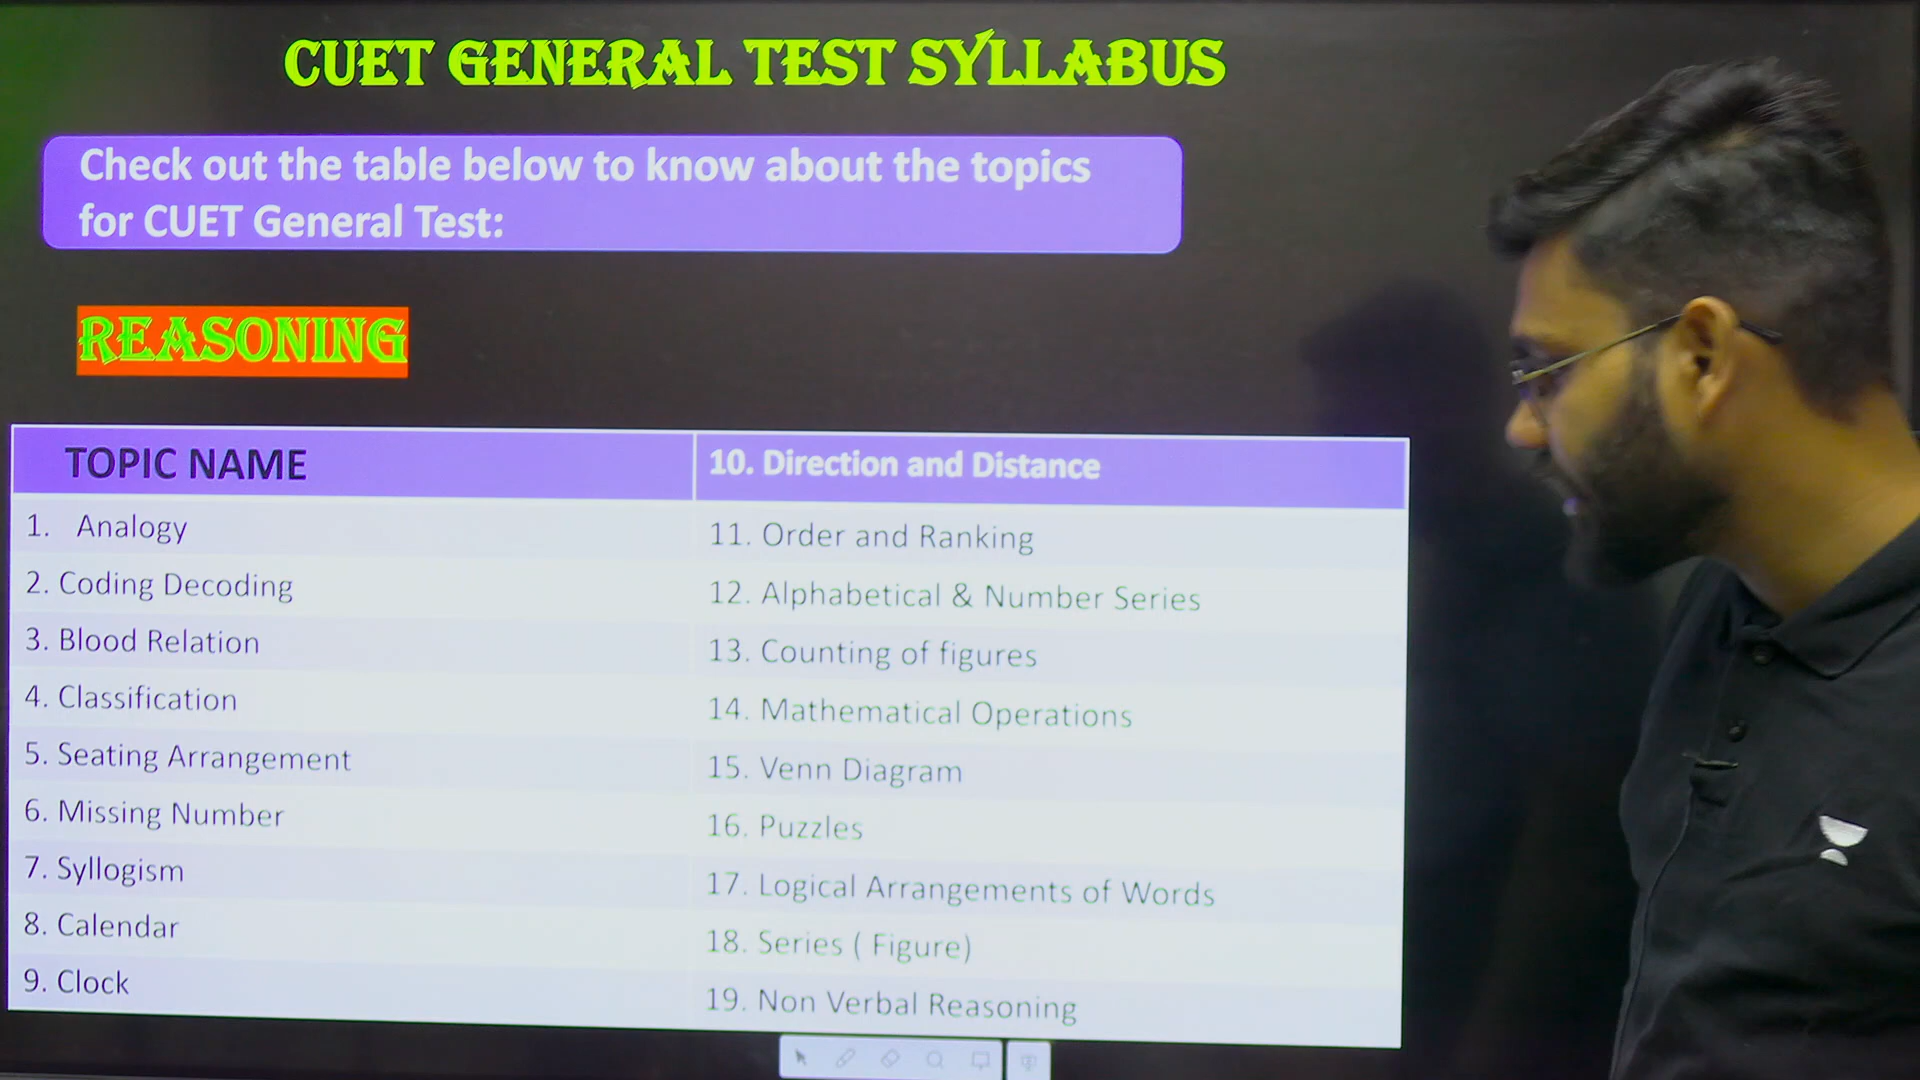 CUET GENERAL TEST SYLLABUS
Check out the table below to know about the topics
for CUET General Test:
REASONING
TOPIC NAME
1. Analogy
2. Coding Decoding
3. Blood Relation
4. Classification
5. Seating Arrangement
6. Missing Number
7. Syllogism
8. Calendar
9. Clock
10. Direction and Distance
11. Order and Ranking
12. Alphabetical & Number Series
13. Counting of figures
14. Mathematical Operations
15. Venn Diagram
16. Puzzles
17. Logical Arrangements of Words
18. Series ( Figure)
19. Non Verbal Reasoning